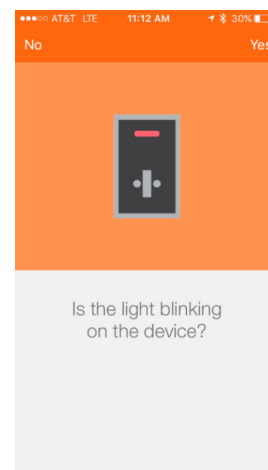 ●●●○○ AT&T LTE 11:12 AM 30%
No Yes
Is the light blinking
on the device?